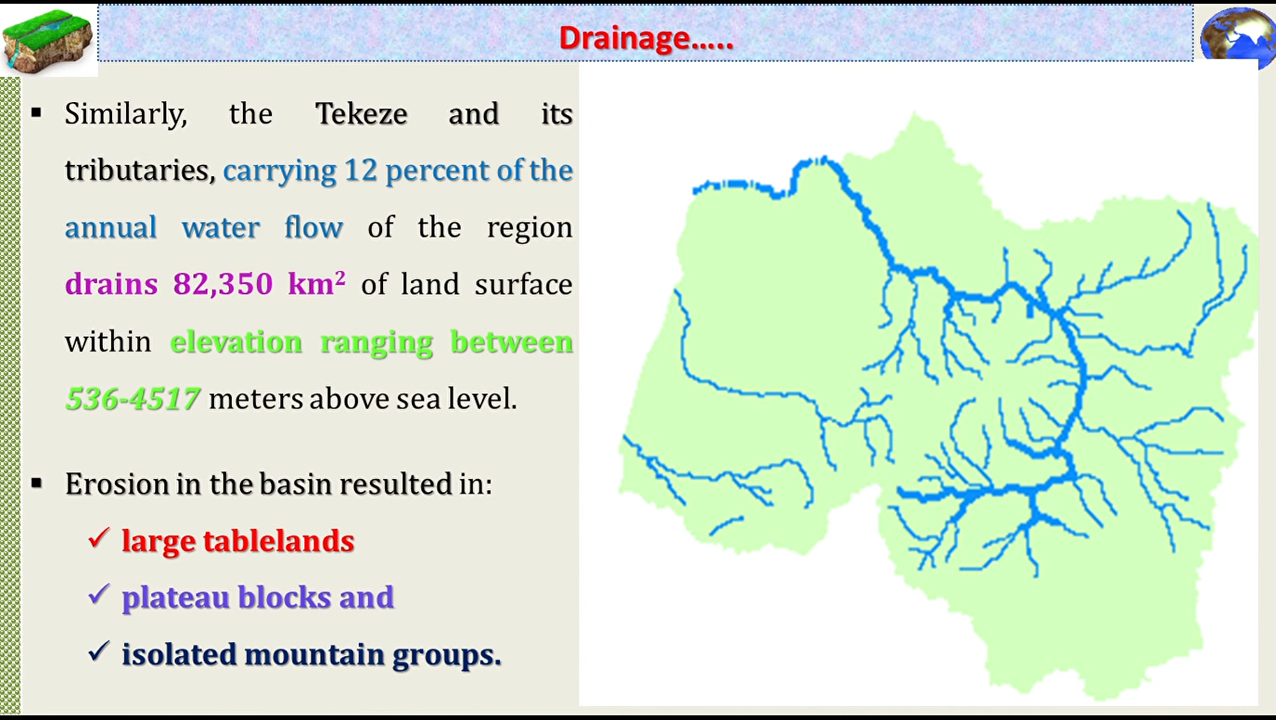 Drainage…..
▪ Similarly, the Tekeze and its
tributaries, carrying 12 percent of the
annual water flow of the region
drains 82,350 km² of land surface
within elevation ranging between
536-4517 meters above sea level.
▪ Erosion in the basin resulted in:
✓ large tablelands
✓ plateau blocks and
✓ isolated mountain groups.